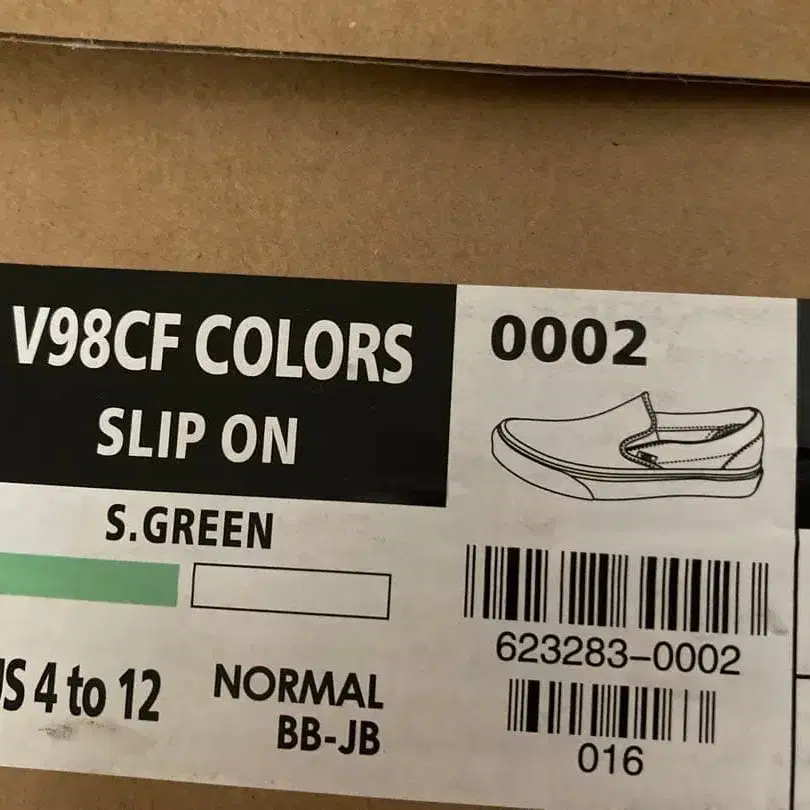 V98CF COLORS
SLIP ON
S.GREEN
4 to 12
NORMAL
BB-JB
0002
623283-0002
016